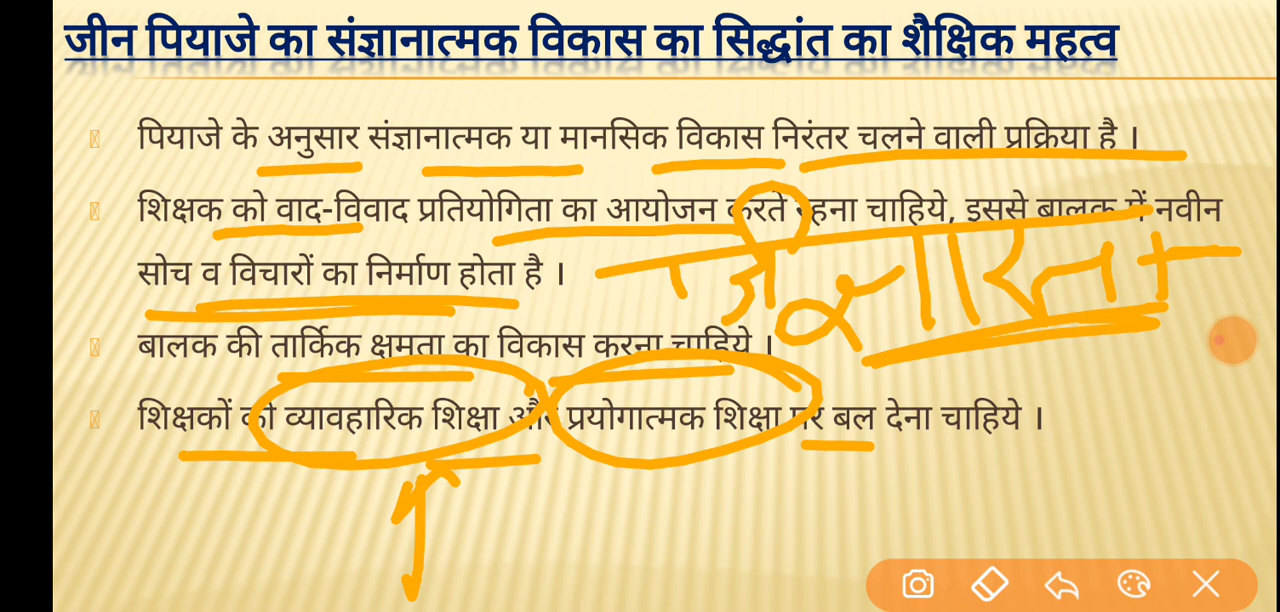 जीन पियाजे का संज्ञानात्मक विकास का सिद्धांत का शैक्षिक महत्व
पियाजे के अनुसार संज्ञानात्मक या मानसिक विकास निरंतर चलने वाली प्रक्रिया है ।
शिक्षक को वाद-विवाद प्रतियोगिता का आयोजन करते रहना चाहिये, इससे बालक में नवीन
सोच व विचारों का निर्माण होता है ।
बालक की तार्किक क्षमता का विकास करना चाहिये ।
शिक्षकों को व्यावहारिक शिक्षा और प्रयोगात्मक शिक्षा पर बल देना चाहिये ।